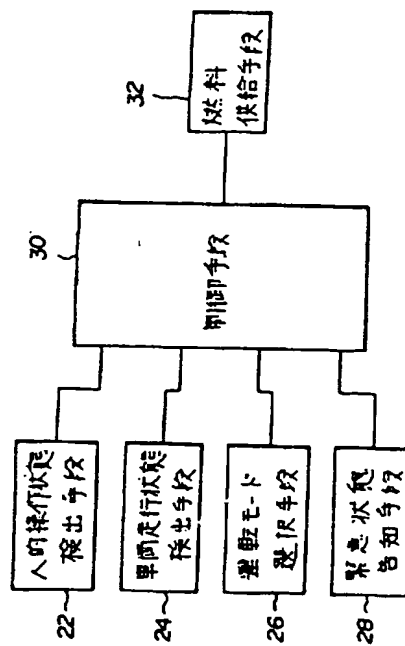 人的操作状態
検出手段
22
車両走行状態
検出手段
24
運転モード
選択手段
26
緊急状態
告知手段
28
制御手段
30
燃料
供給手段
32